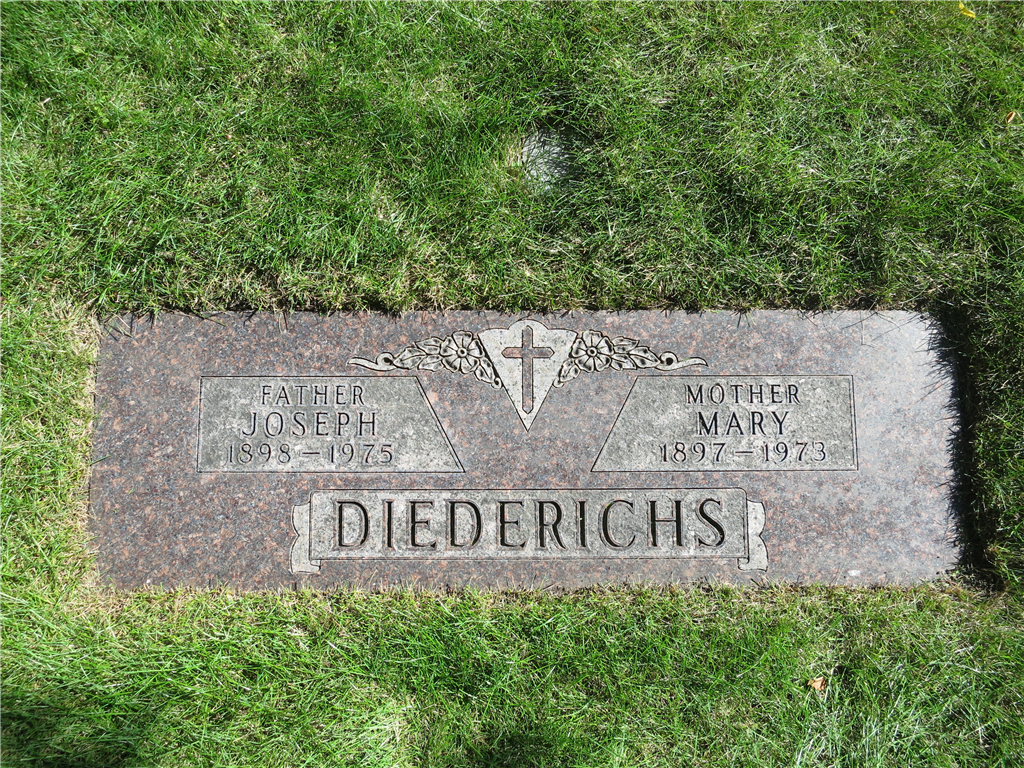 FATHER
JOSEPH
1898 – 1975
MOTHER
MARY
1897 – 1973
DIEDERICHS